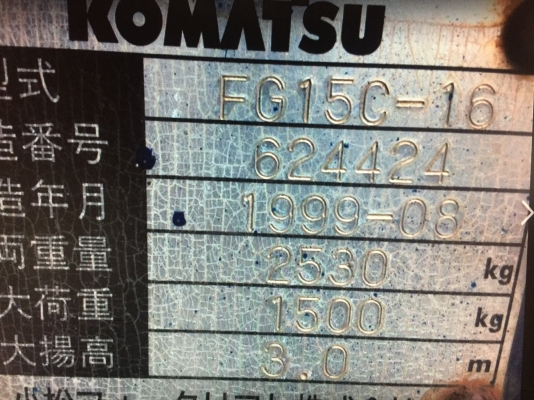 KOMATSU
型式 FG15C-16
造番号 624424
造年月 1999-08
両重量 2530 kg
大荷重 1500 kg
大揚高 3.0 m